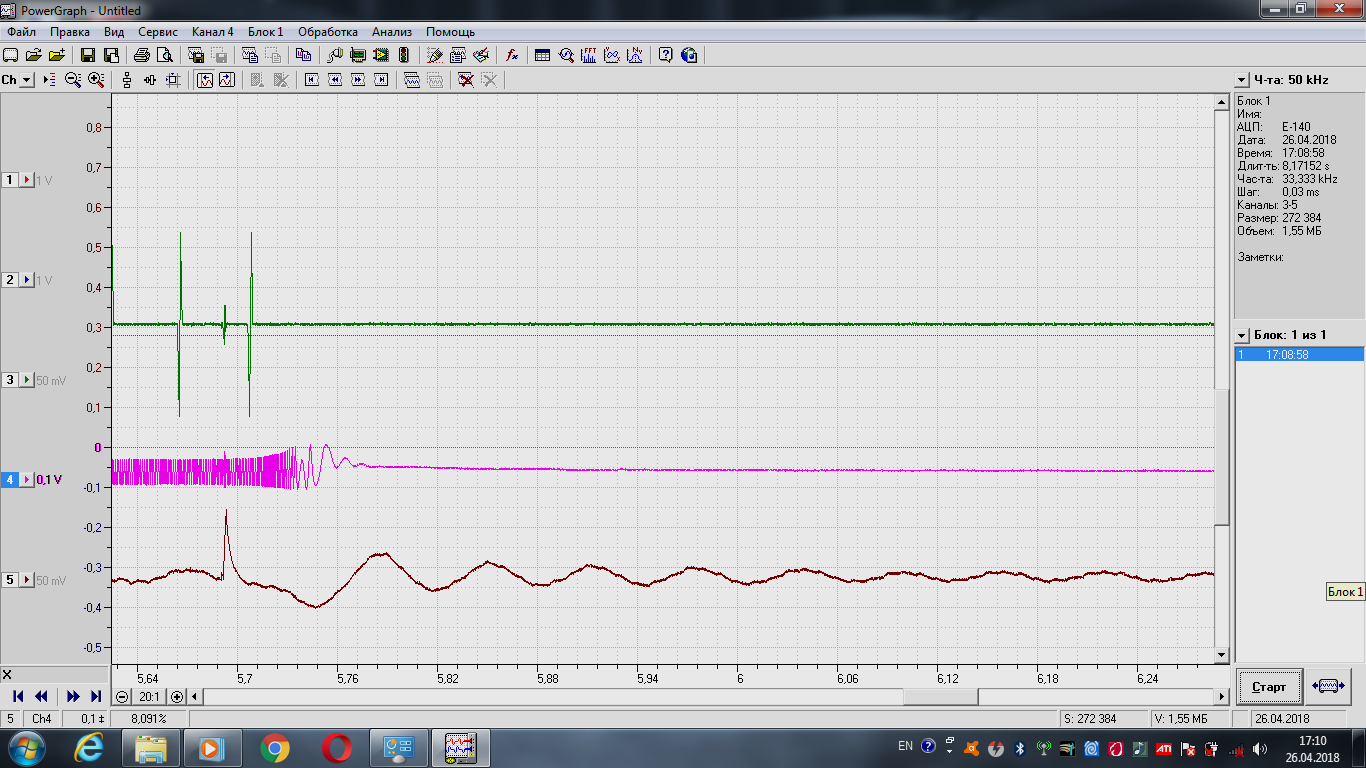 PowerGraph - Untitled
Файл Правка Вид Сервис Канал 4 Блок 1 Обработка Анализ Помощь
Ch
Ч-та: 50 kHz
Блок 1
Имя:
АЦП: E-140
Дата: 26.04.2018
Время: 17:08:58
Длит-ть: 8,17152 s
Час-та: 33,333 kHz
Шаг: 0,03 ms
Каналы: 3-5
Размер: 272 384
Объем: 1,55 МБ
Заметки:
Блок: 1 из 1
1 17:08:58
Блок 1
Старт
1 1 V
2 1 V
3 50 mV
4 0,1 V
5 50 mV
0,8
0,7
0,6
0,5
0,4
0,3
0,2
0,1
0
-0,1
-0,2
-0,3
-0,4
-0,5
5,64 5,7 5,76 5,82 5,88 5,94 6 6,06 6,12 6,18 6,24
X
20:1
5 Ch4 0,1 ‡ 8,091% S: 272 384 V: 1,55 МБ 26.04.2018
EN
17:10
26.04.2018